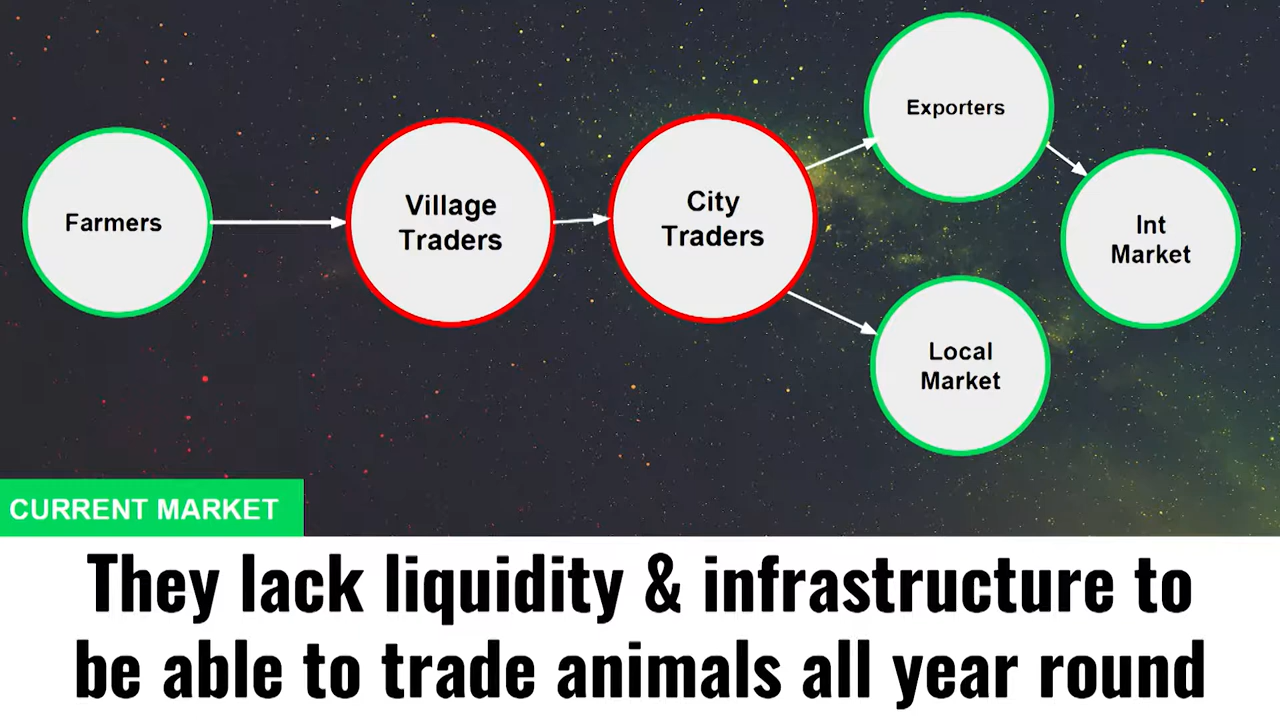 Exporters
Farmers
Village
Traders
City
Traders
Int
Market
Local
Market
CURRENT MARKET
They lack liquidity & infrastructure to
be able to trade animals all year round